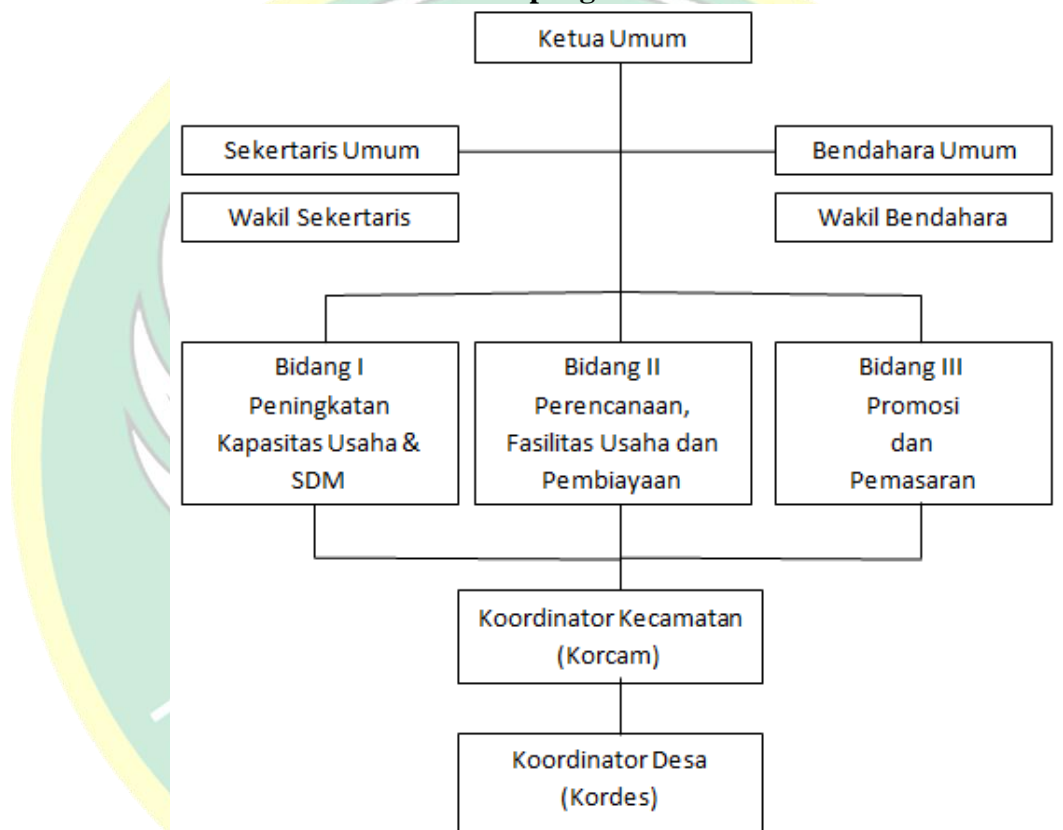 Ketua Umum
Sekertaris Umum
Bendahara Umum
Wakil Sekertaris
Wakil Bendahara
Bidang I
Peningkatan
Kapasitas Usaha &
SDM
Bidang II
Perencanaan,
Fasilitas Usaha dan
Pembiayaan
Bidang III
Promosi
dan
Pemasaran
Koordinator Kecamatan
(Korcam)
Koordinator Desa
(Kordes)